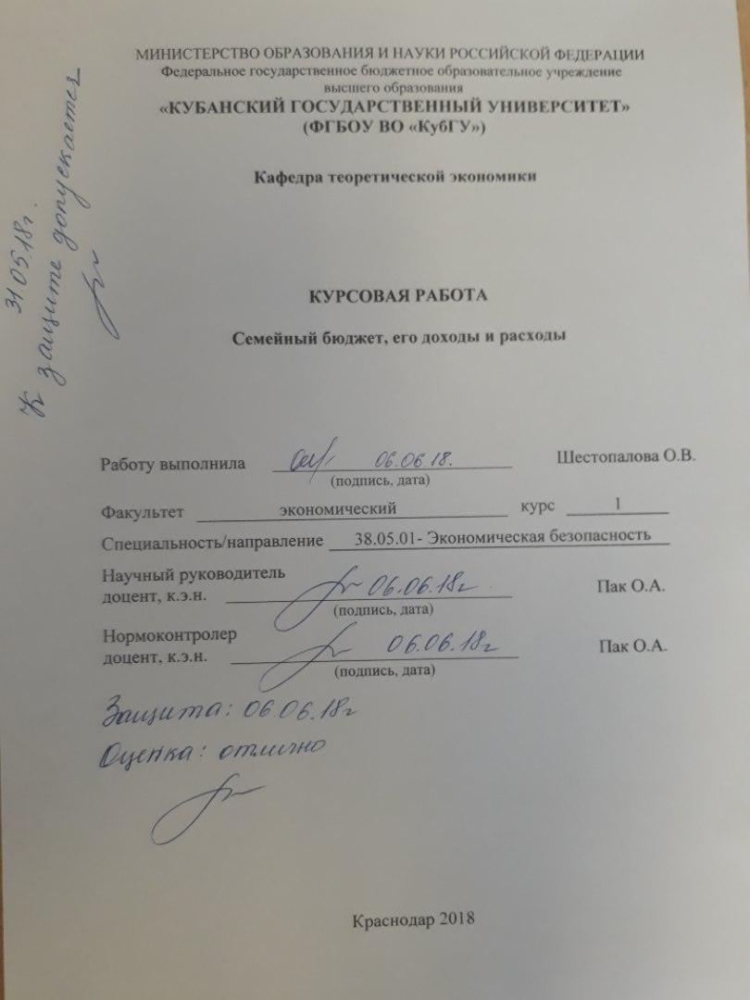 МИНИСТЕРСТВО ОБРАЗОВАНИЯ И НАУКИ РОССИЙСКОЙ ФЕДЕРАЦИИ
Федеральное государственное бюджетное образовательное учреждение
высшего образования
«КУБАНСКИЙ ГОСУДАРСТВЕННЫЙ УНИВЕРСИТЕТ»
(ФГБОУ ВО «КубГУ»)
Кафедра теоретической экономики
31.05.18г.
К защите допускается
КУРСОВАЯ РАБОТА
Семейный бюджет, его доходы и расходы
Работу выполнила 06.06.18. Шестопалова О.В.
(подпись, дата)
Факультет экономический курс 1
Специальность/направление 38.05.01- Экономическая безопасность
Научный руководитель
доцент, к.э.н. 06.06.18г Пак О.А.
(подпись, дата)
Нормоконтролер
доцент, к.э.н. 06.06.18г Пак О.А.
(подпись, дата)
Защита: 06.06.18г
Оценка: отлично
Краснодар 2018